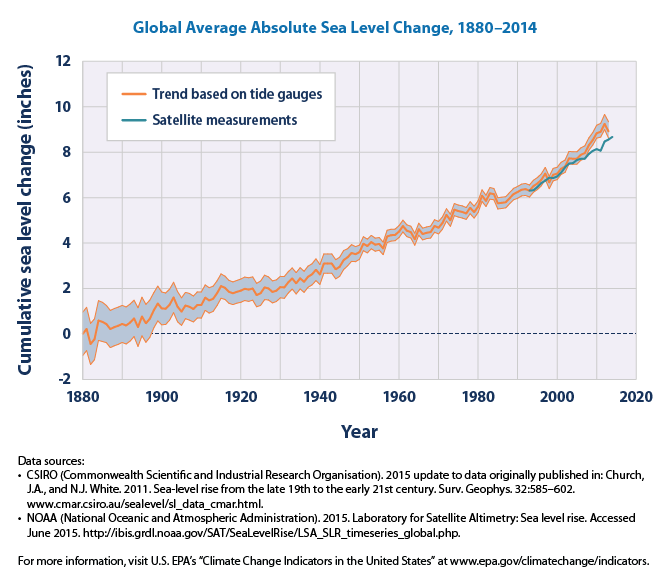 Global Average Absolute Sea Level Change, 1880–2014
Cumulative sea level change (inches)
12
10
8
6
4
2
0
-2
Trend based on tide gauges
Satellite measurements
1880 1900 1920 1940 1960 1980 2000 2020
Year
Data sources:
• CSIRO (Commonwealth Scientific and Industrial Research Organisation). 2015 update to data originally published in: Church,
J.A., and N.J. White. 2011. Sea-level rise from the late 19th to the early 21st century. Surv. Geophys. 32:585–602.
www.cmar.csiro.au/sealevel/sl_data_cmar.html.
• NOAA (National Oceanic and Atmospheric Administration). 2015. Laboratory for Satellite Altimetry: Sea level rise. Accessed
June 2015. http://ibis.grdl.noaa.gov/SAT/SeaLevelRise/LSA_SLR_timeseries_global.php.
For more information, visit U.S. EPA’s “Climate Change Indicators in the United States” at www.epa.gov/climatechange/indicators.